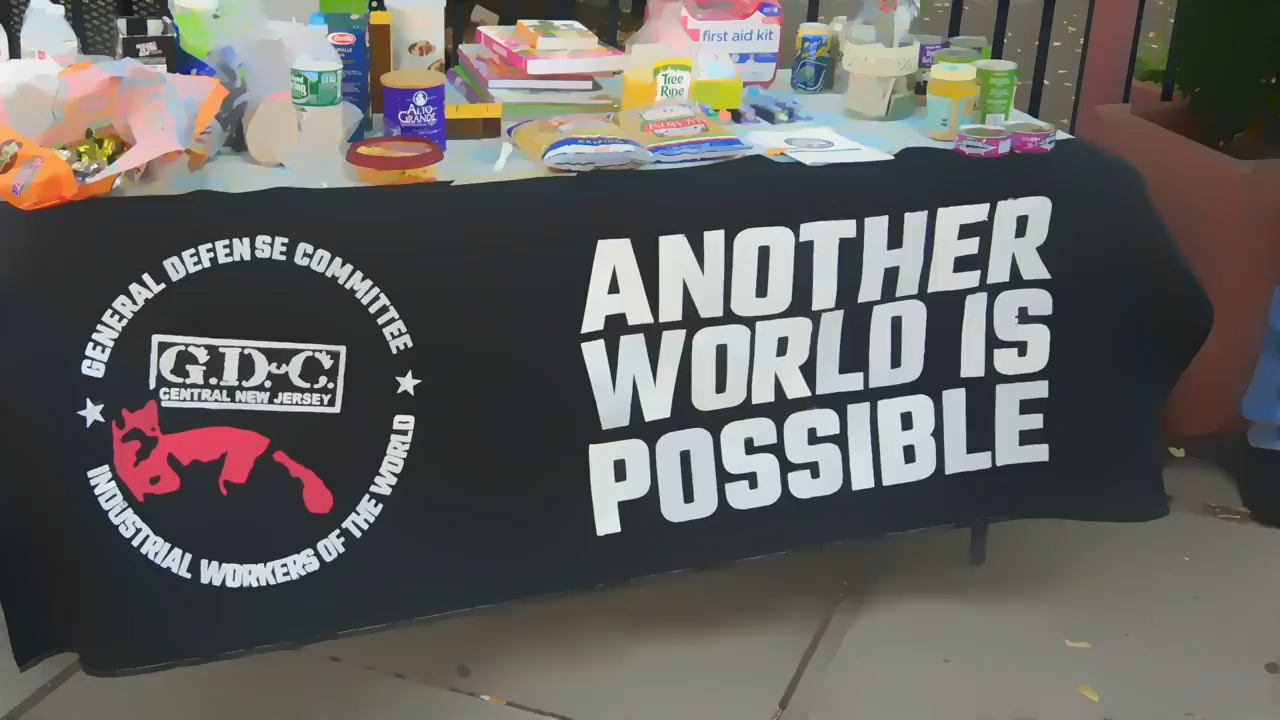 first aid kit
Tree
Ripe
ALTO
GRANDE
GENERAL DEFENSE COMMITTEE
G.D.C.
CENTRAL NEW JERSEY
INDUSTRIAL WORKERS OF THE WORLD
ANOTHER
WORLD IS
POSSIBLE